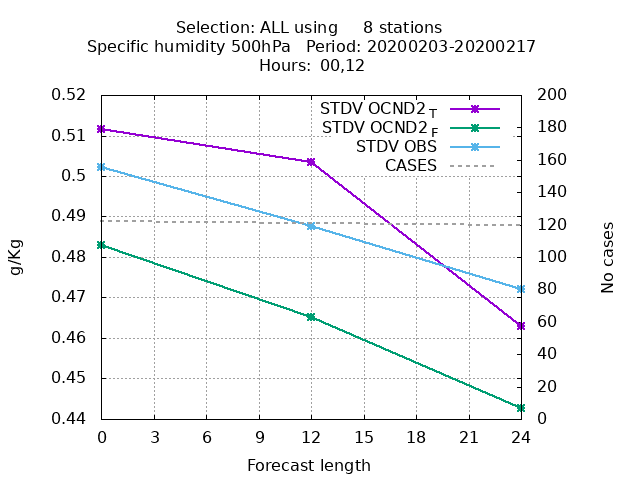 Selection: ALL using     8 stations
Specific humidity 500hPa   Period: 20200203-20200217
Hours: 00,12
STDV OCND2 T
STDV OCND2 F
STDV OBS
CASES
0.52
0.51
0.5
0.49
0.48
0.47
0.46
0.45
0.44
200
180
160
140
120
100
80
60
40
20
0
g/Kg
No cases
0 3 6 9 12 15 18 21 24
Forecast length